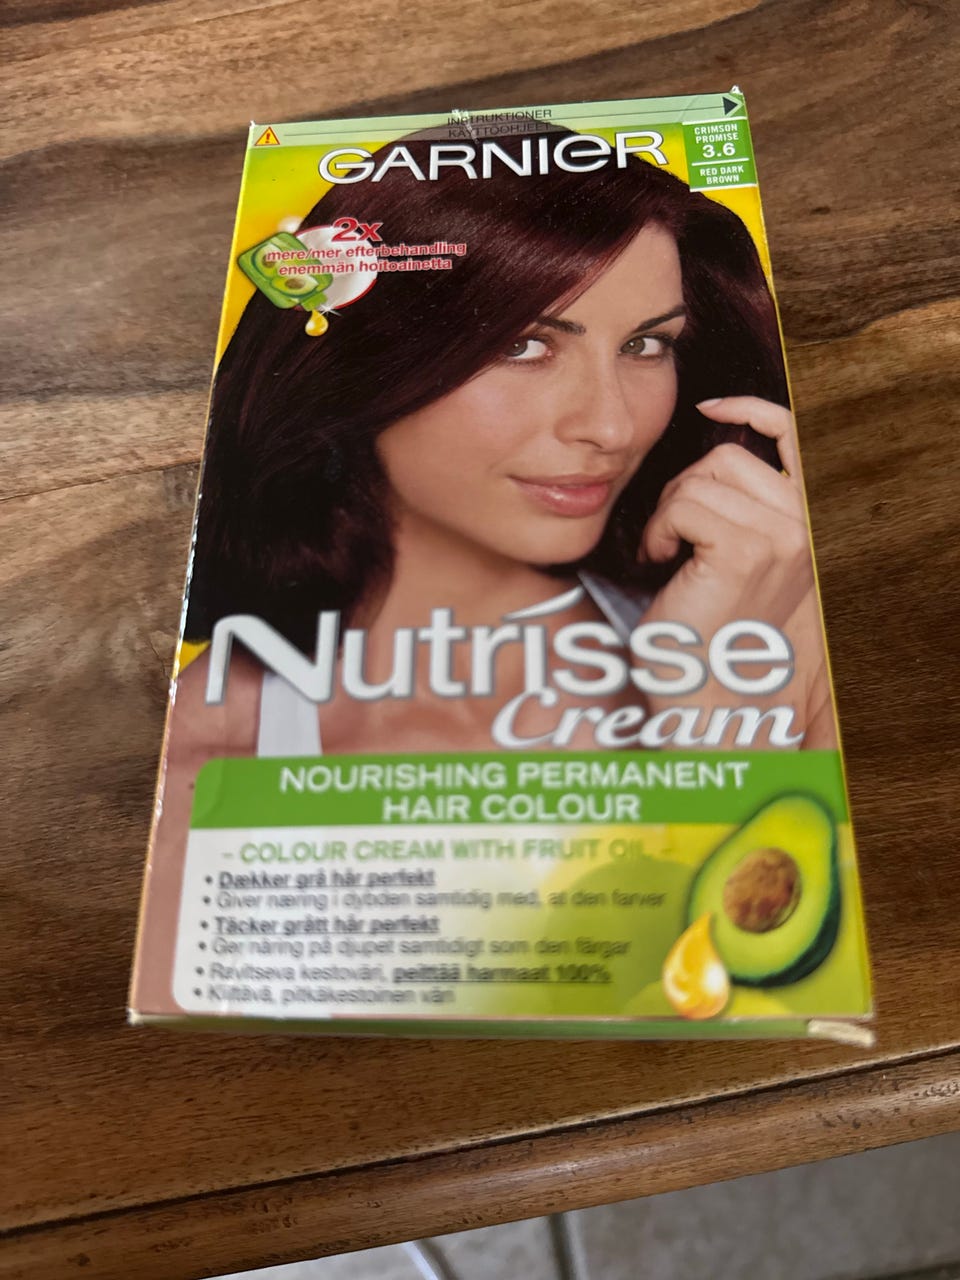 INSTRUKTIONER
KÄYTTÖOHJEET
GARNIER
CRIMSON
PROMISE
3.6
RED DARK
BROWN
2x
mere/mer efterbehandling
enemmän hoitoainetta
Nutrisse
Cream
NOURISHING PERMANENT
HAIR COLOUR
- COLOUR CREAM WITH FRUIT OIL -
• Dækker grå hår perfekt
• Giver næring i dybden samtidig med, at den farver
• Täcker grått hår perfekt
• Ger näring på djupet samtidigt som den färgar
• Ravitseva kestoväri, peittää harmaat 100%
• Kiiltävä, pitkäkestoinen väri